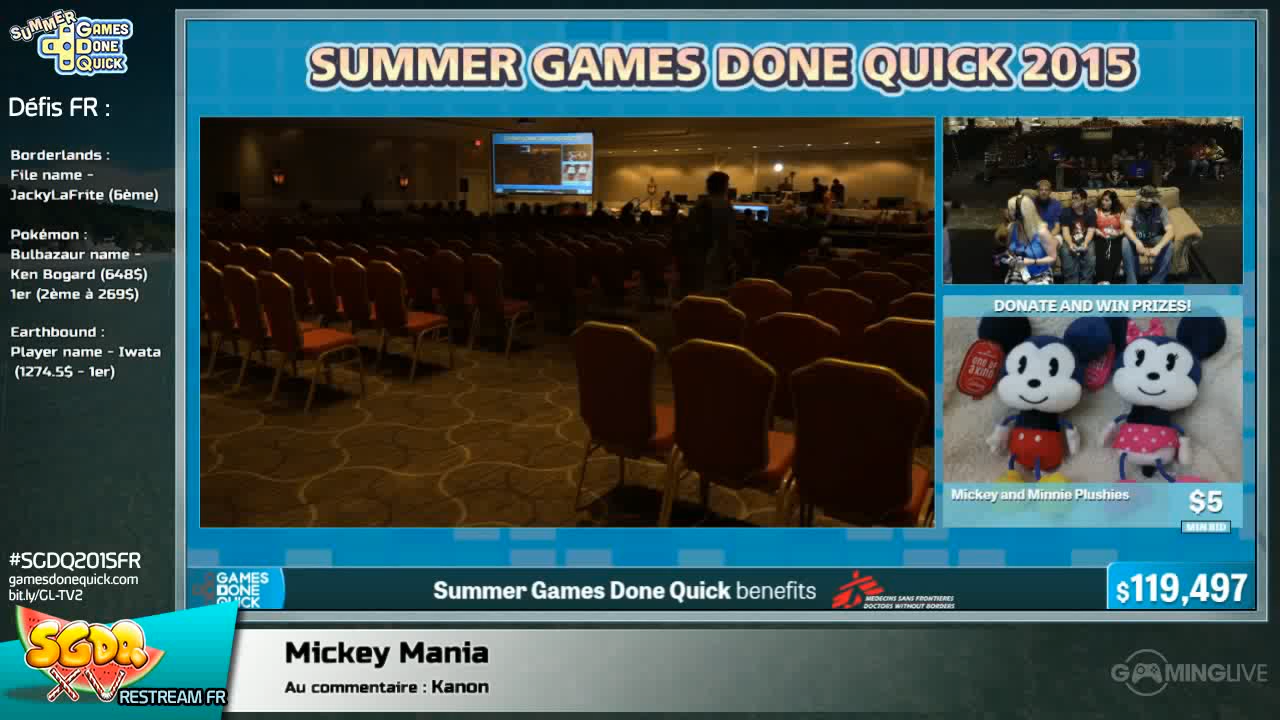 SUMMER
GAMES
DONE
QUICK
Défis FR :
Borderlands :
File name -
JackyLaFrite (6ème)
Pokémon :
Bulbazaur name -
Ken Bogard (648$)
1er (2ème à 269$)
Earthbound :
Player name - Iwata
(1274.5$ - 1er)
#SGDQ2015FR
gamesdonequick.com
bit.ly/GL-TV2
SGDQ
RESTREAM FR
SUMMER GAMES DONE QUICK 2015
DONATE AND WIN PRIZES!
one of
a kind
Mickey and Minnie Plushies
$5
MIN BID
GAMES
DONE
QUICK
Summer Games Done Quick benefits
MEDECINS SANS FRONTIERES
DOCTORS WITHOUT BORDERS
$119,497
Mickey Mania
Au commentaire : Kanon
GAMINGLIVE